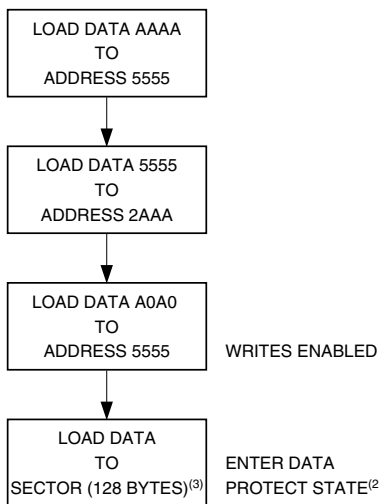 LOAD DATA AAAA
TO
ADDRESS 5555
LOAD DATA 5555
TO
ADDRESS 2AAA
LOAD DATA A0A0
TO
ADDRESS 5555 WRITES ENABLED
LOAD DATA
TO ENTER DATA
SECTOR (128 BYTES)(3) PROTECT STATE(2